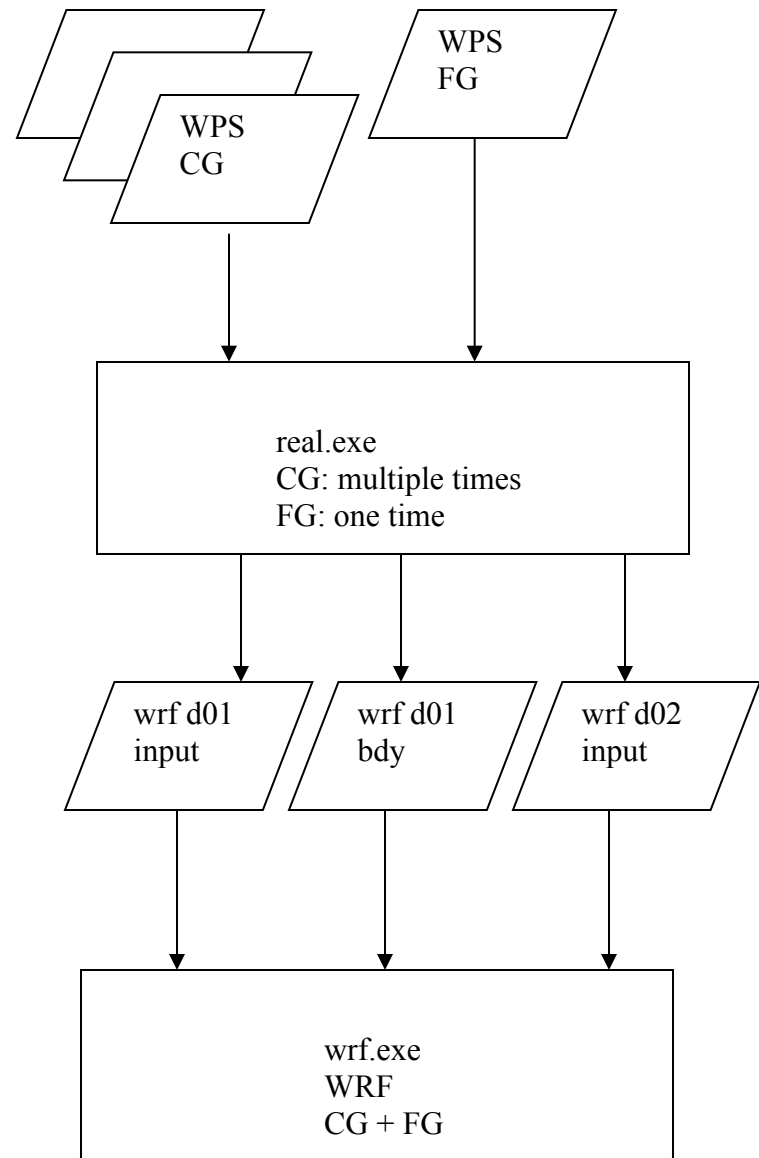 WPS
CG
WPS
FG
real.exe
CG: multiple times
FG: one time
wrf d01
input
wrf d01
bdy
wrf d02
input
wrf.exe
WRF
CG + FG